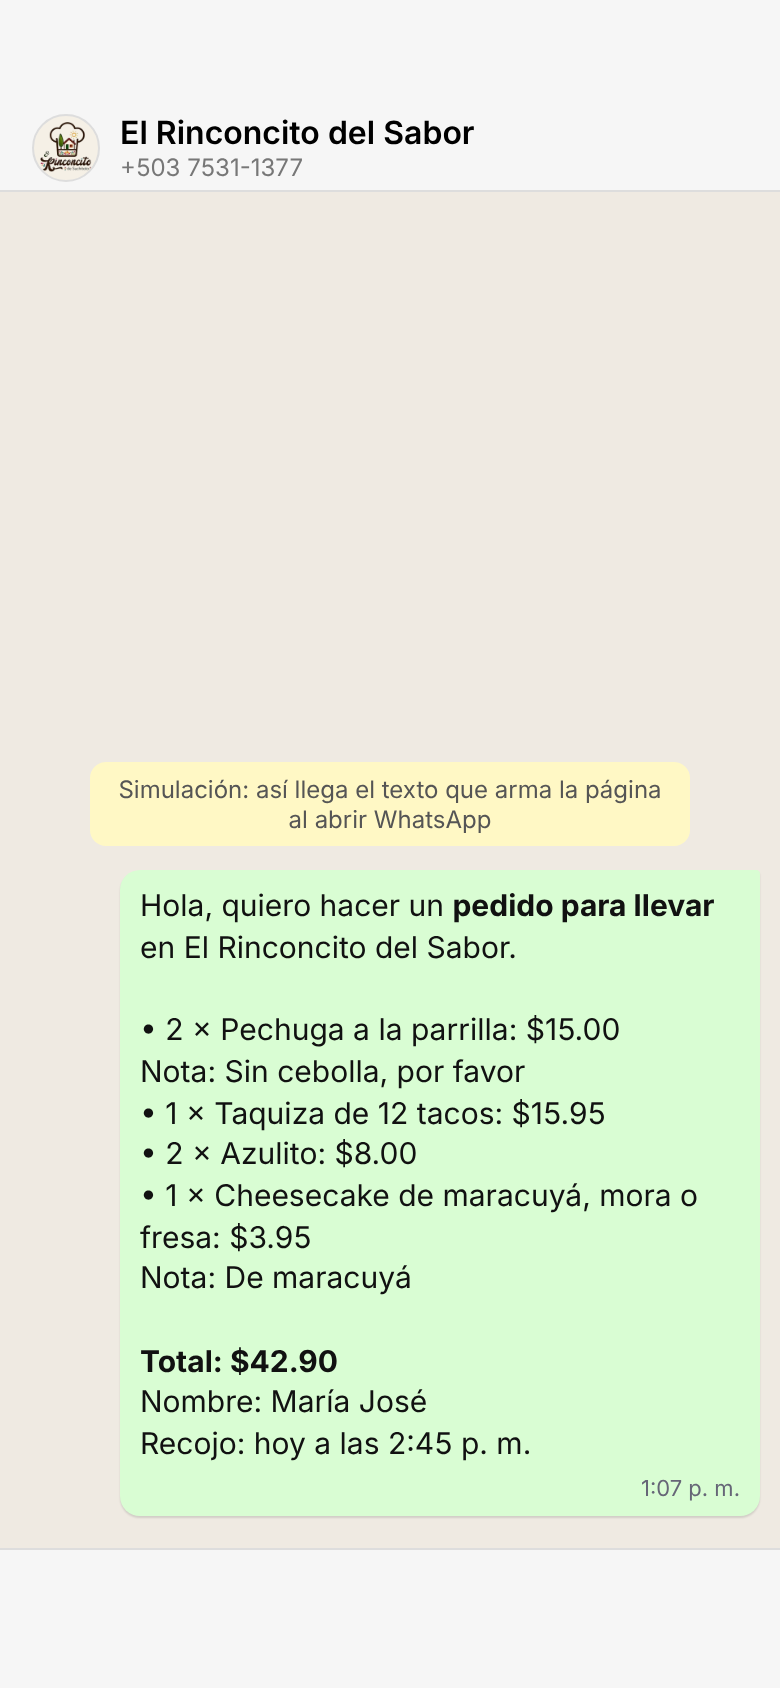 El Rinconcito del Sabor
+503 7531-1377
Rinconcito
Simulación: así llega el texto que arma la página
al abrir WhatsApp
Hola, quiero hacer un pedido para llevar
en El Rinconcito del Sabor.
• 2 × Pechuga a la parrilla: $15.00
Nota: Sin cebolla, por favor
• 1 × Taquiza de 12 tacos: $15.95
• 2 × Azulito: $8.00
• 1 × Cheesecake de maracuyá, mora o
fresa: $3.95
Nota: De maracuyá
Total: $42.90
Nombre: María José
Recojo: hoy a las 2:45 p. m.
1:07 p. m.